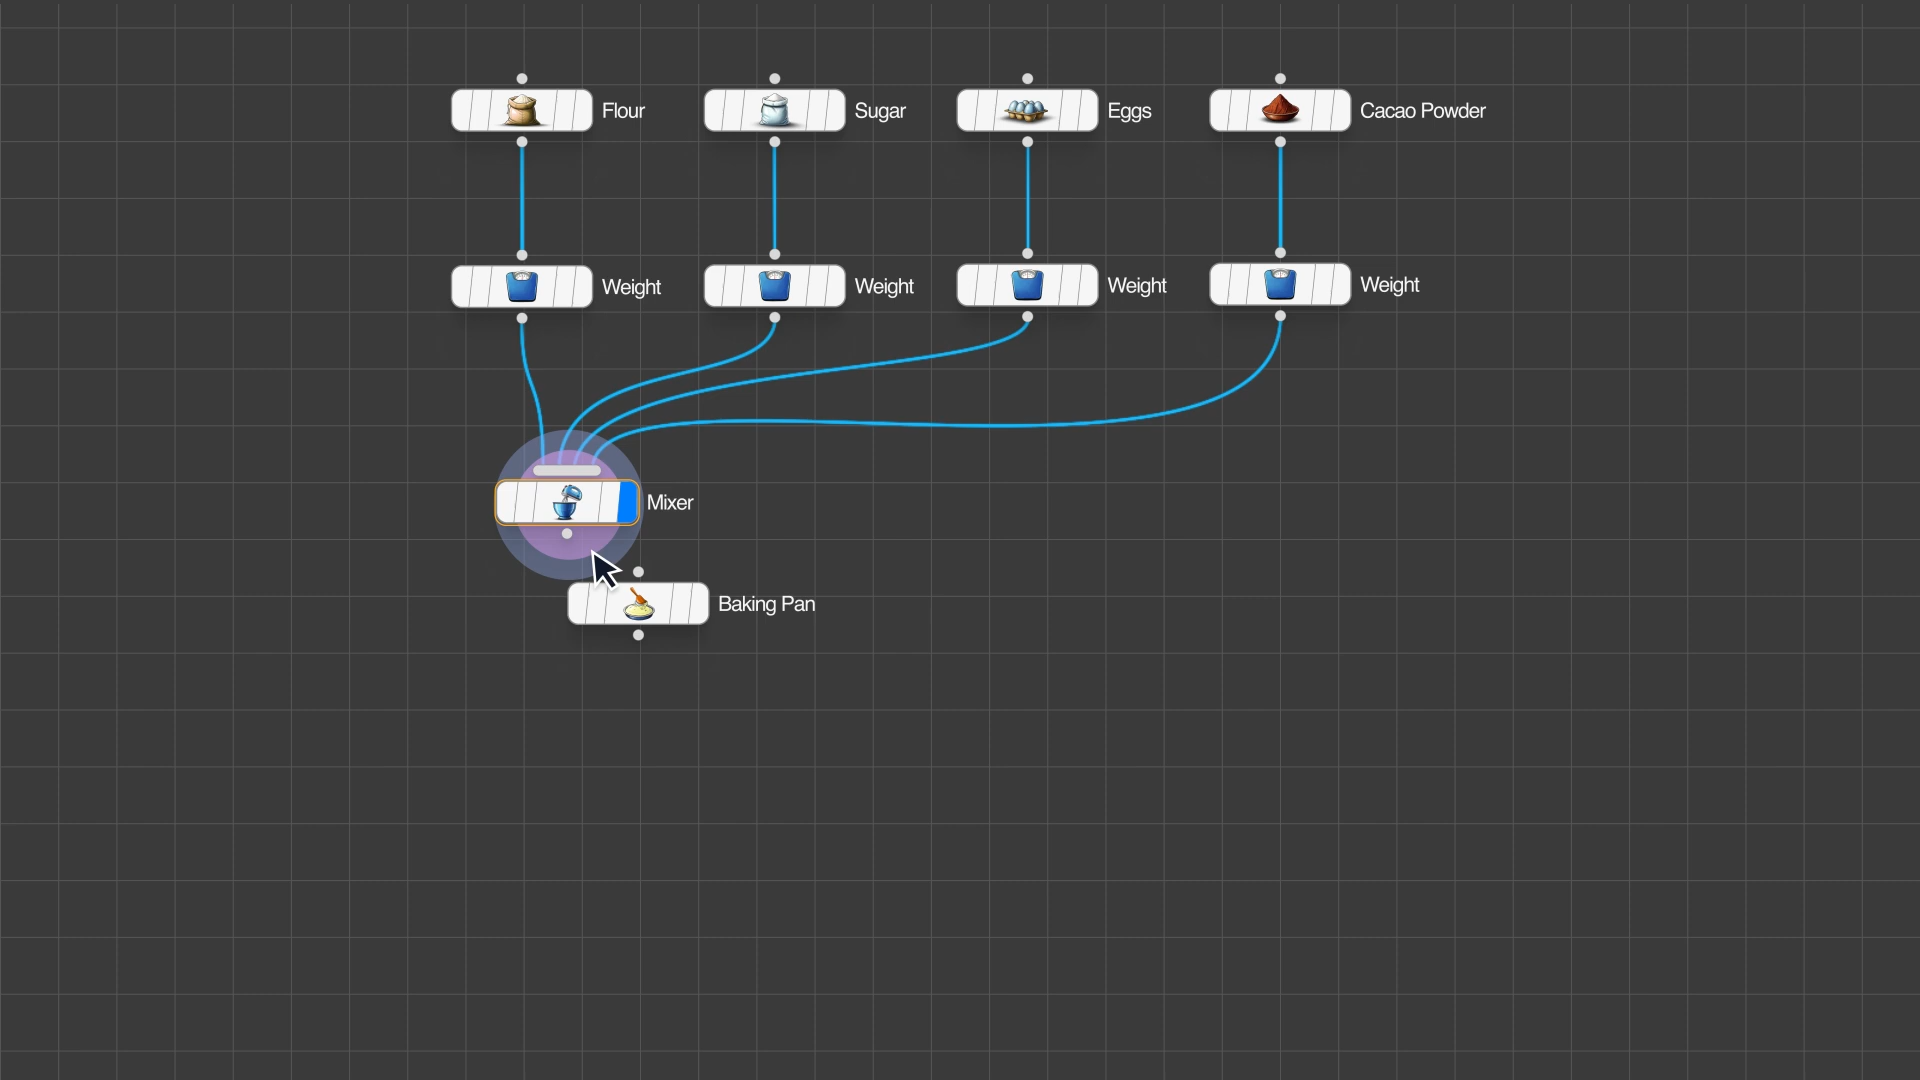 Flour
Sugar
Eggs
Cacao Powder
Weight
Weight
Weight
Weight
Mixer
Baking Pan